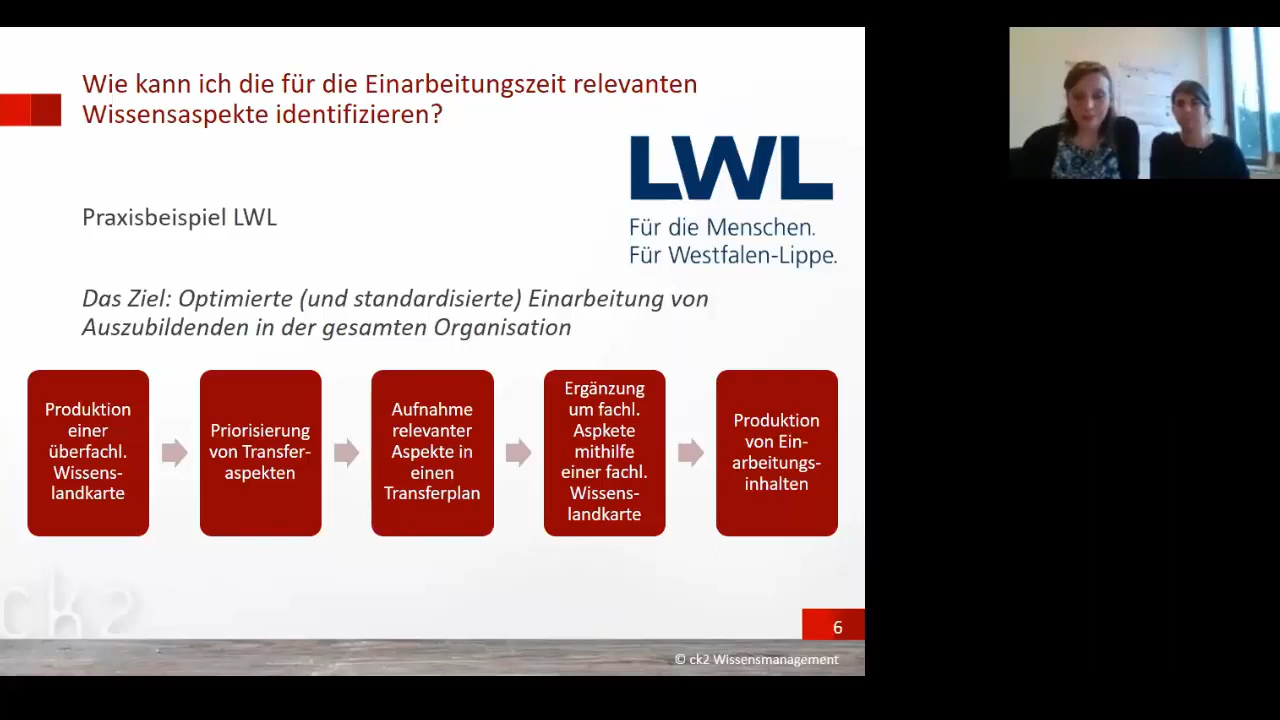 Wie kann ich die für die Einarbeitungszeit relevanten
Wissensaspekte identifizieren?
LWL
Für die Menschen.
Für Westfalen-Lippe.
Praxisbeispiel LWL
Das Ziel: Optimierte (und standardisierte) Einarbeitung von
Auszubildenden in der gesamten Organisation
Produktion
einer
überfachl.
Wissens-
landkarte
Priorisierung
von Transfer-
aspekten
Aufnahme
relevanter
Aspekte in
einen
Transferplan
Ergänzung
um fachl.
Aspkete
mithilfe
einer fachl.
Wissens-
landkarte
Produktion
von Ein-
arbeitungs-
inhalten
ck2
6
© ck2 Wissensmanagement